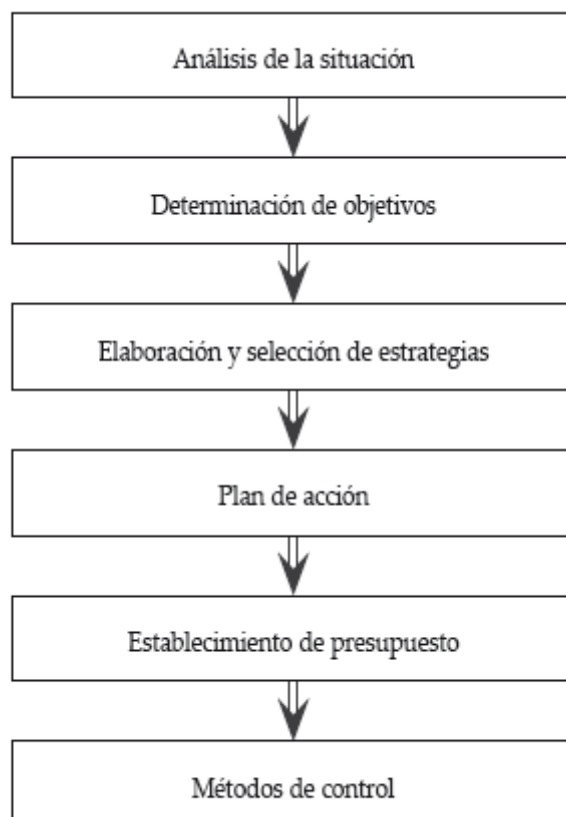 Análisis de la situación
Determinación de objetivos
Elaboración y selección de estrategias
Plan de acción
Establecimiento de presupuesto
Métodos de control